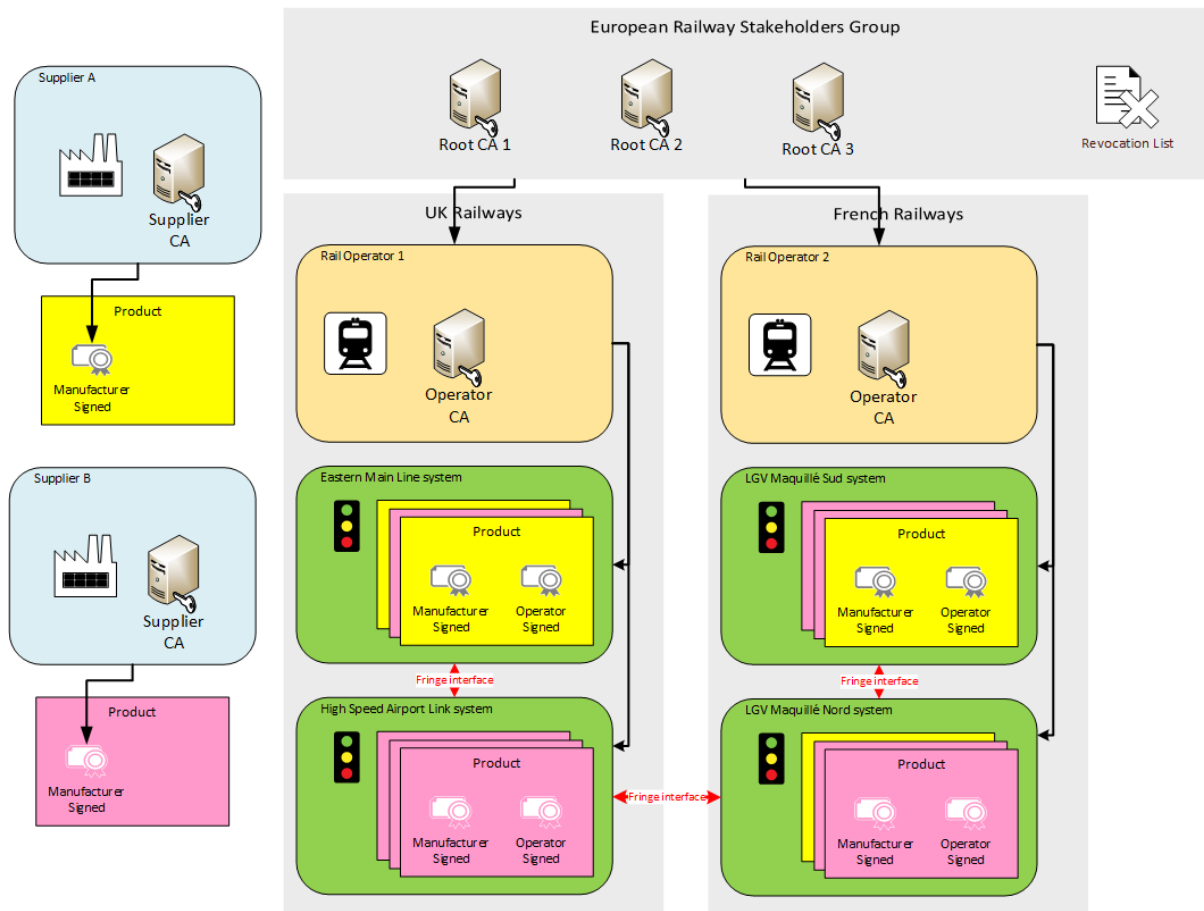 European Railway Stakeholders Group
Root CA 1
Root CA 2
Root CA 3
Revocation List
Supplier A
Supplier
CA
Product
Manufacturer
Signed
Supplier B
Supplier
CA
Product
Manufacturer
Signed
UK Railways
Rail Operator 1
Operator
CA
Eastern Main Line system
Product
Manufacturer
Signed
Operator
Signed
Fringe interface
High Speed Airport Link system
Product
Manufacturer
Signed
Operator
Signed
Fringe interface
French Railways
Rail Operator 2
Operator
CA
LGV Maquillé Sud system
Product
Manufacturer
Signed
Operator
Signed
Fringe interface
LGV Maquillé Nord system
Product
Manufacturer
Signed
Operator
Signed